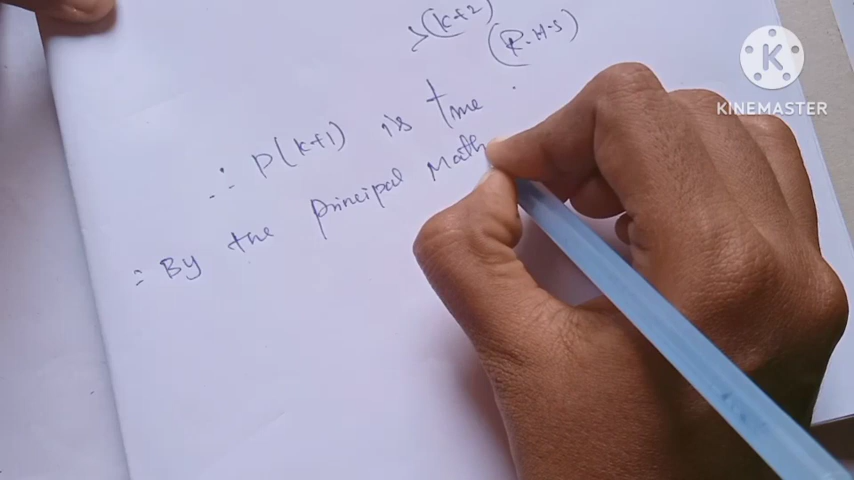 > (k+2)
(R.H.S)
∴ P(k+1) is true.
∴ By the principal Math
K
KINEMASTER